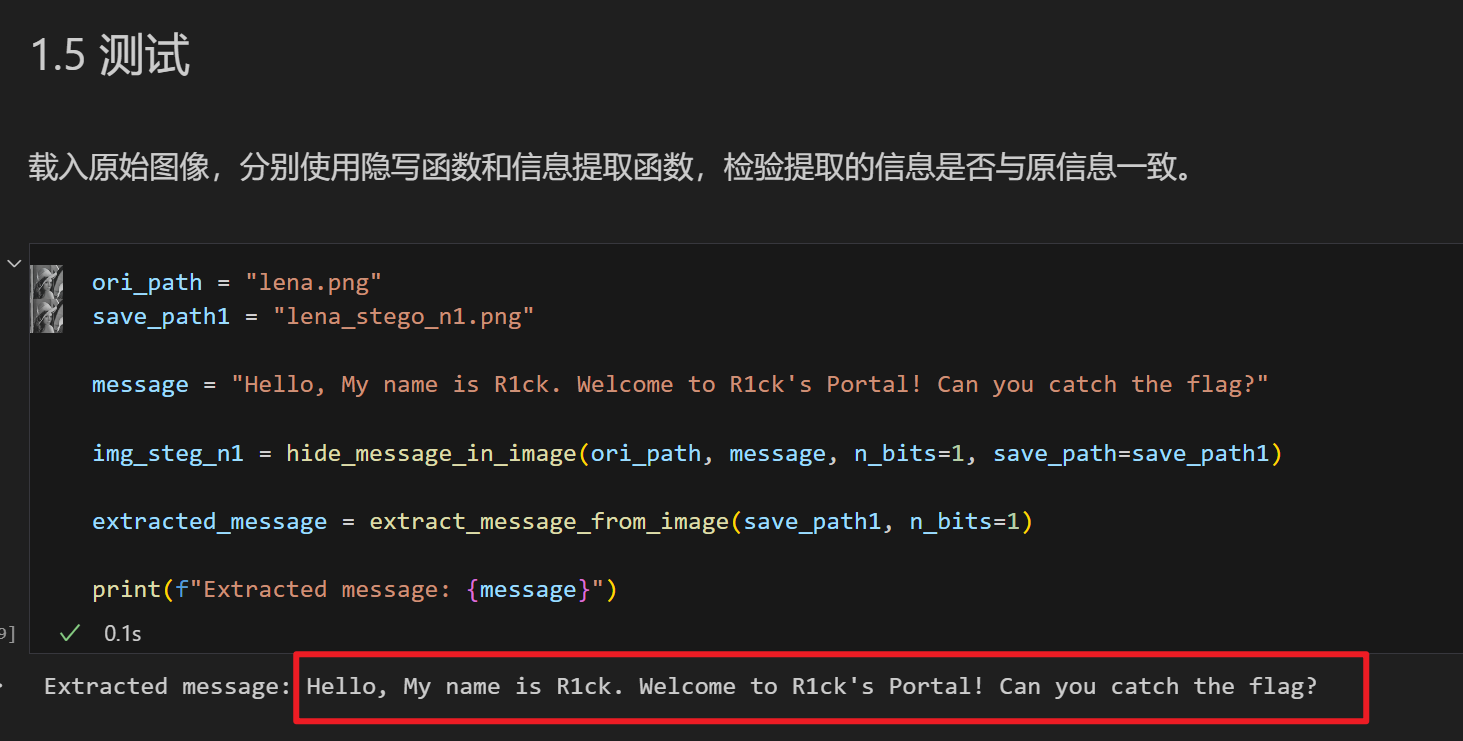 1.5 测试
载入原始图像，分别使用隐写函数和信息提取函数，检验提取的信息是否与原信息一致。
ori_path = "lena.png"
save_path1 = "lena_stego_n1.png"
message = "Hello, My name is R1ck. Welcome to R1ck's Portal! Can you catch the flag?"
img_steg_n1 = hide_message_in_image(ori_path, message, n_bits=1, save_path=save_path1)
extracted_message = extract_message_from_image(save_path1, n_bits=1)
print(f"Extracted message: {message}")
9] ✓ 0.1s
Extracted message: Hello, My name is R1ck. Welcome to R1ck's Portal! Can you catch the flag?